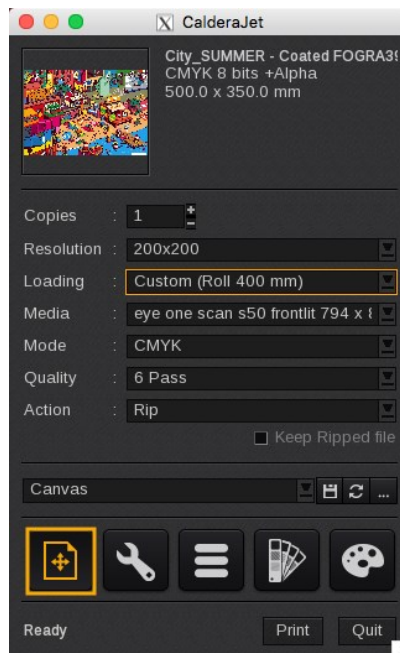 CalderaJet
City_SUMMER - Coated FOGRA39
CMYK 8 bits +Alpha
500.0 x 350.0 mm
Copies : 1
Resolution : 200x200
Loading : Custom (Roll 400 mm)
Media : eye one scan s50 frontlit 794 x
Mode : CMYK
Quality : 6 Pass
Action : Rip
Keep Ripped file
Canvas ...
Ready Print Quit